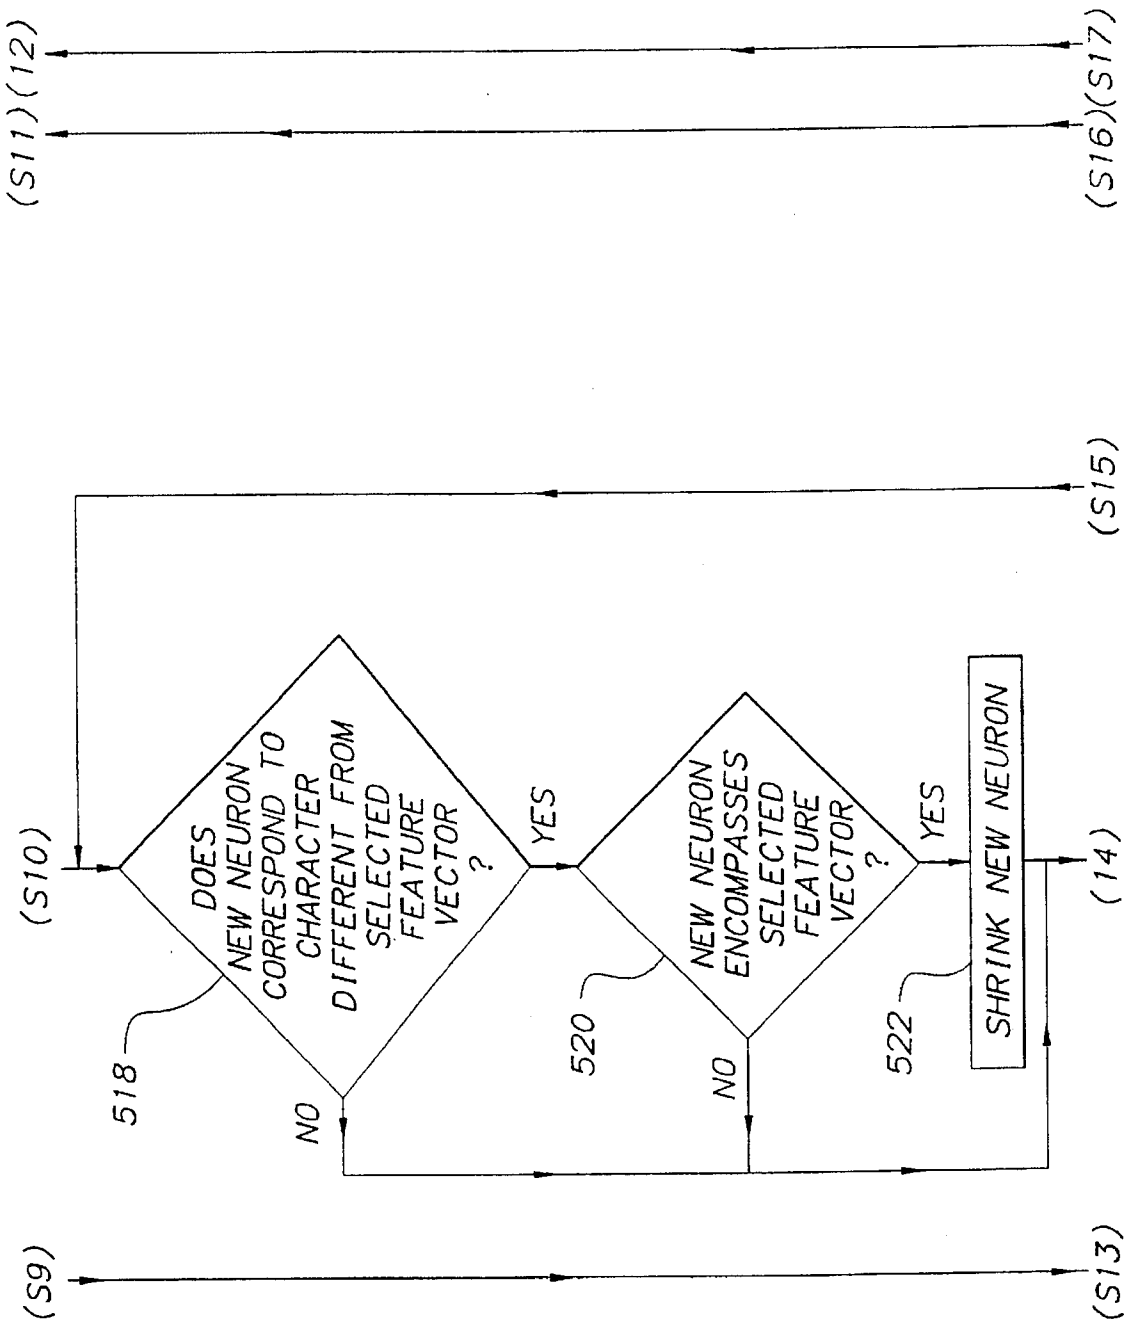 (S9)
(S10)
(S11)(12)
518
DOES
NEW NEURON
CORRESPOND TO
CHARACTER
DIFFERENT FROM
SELECTED
FEATURE
VECTOR
?
NO
YES
520
NEW NEURON
ENCOMPASSES
SELECTED
FEATURE
VECTOR
?
NO
YES
522
SHRINK NEW NEURON
(S13)
(14)
(S15)
(S16)(S17)